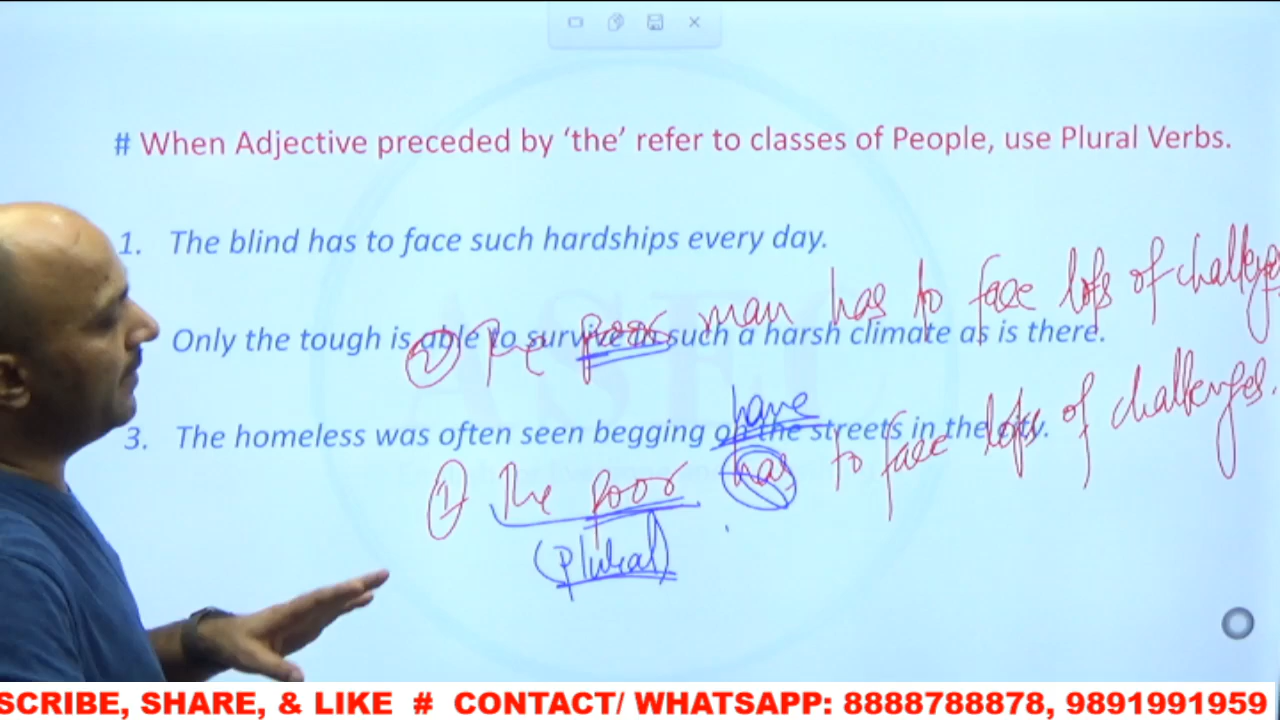 # When Adjective preceded by ‘the’ refer to classes of People, use Plural Verbs.
1. The blind has to face such hardships every day.
② The poor man has to face lots of challenges
Only the tough is able to survive in such a harsh climate as is there.
have
3. The homeless was often seen begging on the streets in the city.
① The poor has to face lots of challenges.
(plural)
SCRIBE, SHARE, & LIKE # CONTACT/ WHATSAPP: 8888788878, 9891991959